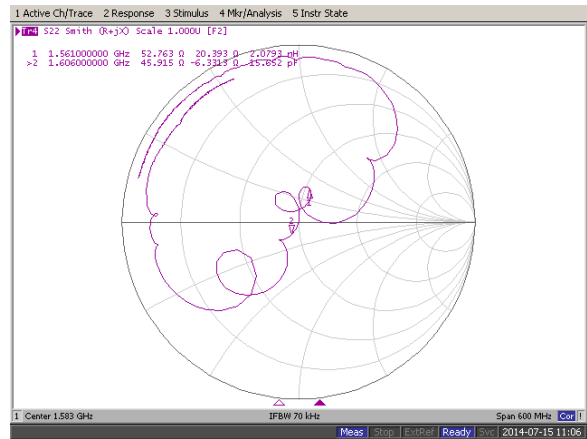 1 Active Ch/Trace 2 Response 3 Stimulus 4 Mkr/Analysis 5 Instr State
Tr4 S22 Smith (R+jX) Scale 1.000U [F2]
1 1.561000000 GHz 52.763 Ω 20.393 Ω 2.0793 nH
>2 1.606000000 GHz 45.915 Ω -6.3313 Ω 15.652 pF
1
2
1 Center 1.583 GHz IFBW 70 kHz Span 600 MHz Cor !
Meas Stop ExtRef Ready Svc 2014-07-15 11:06